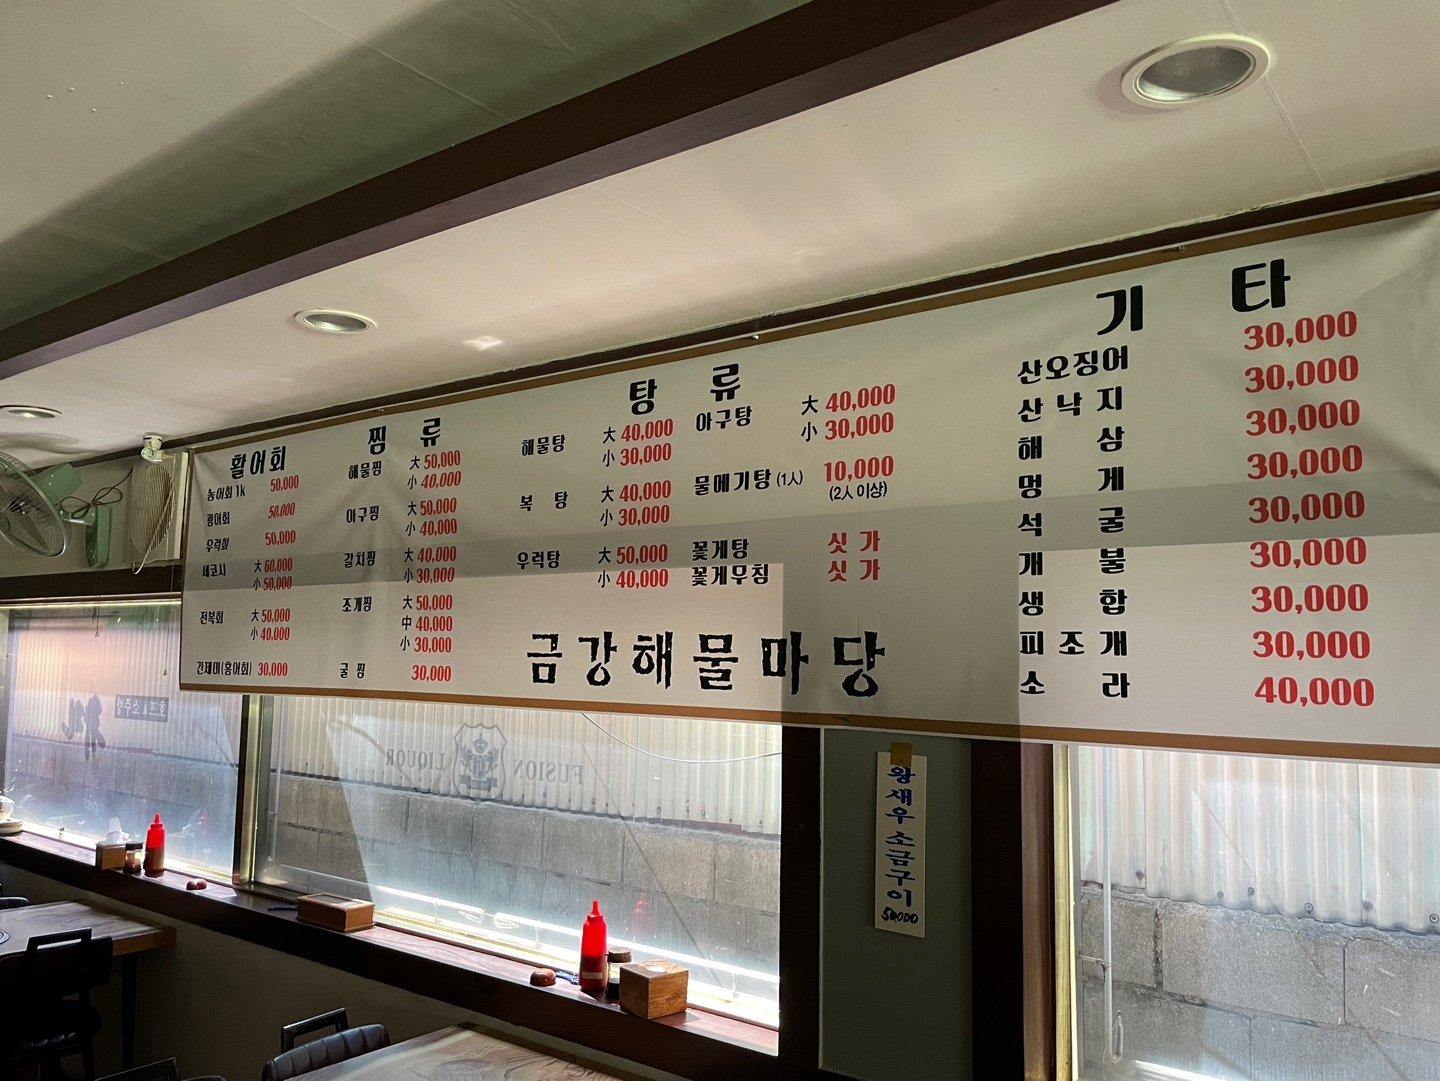 활어회
농어회 1k 50,000
광어회 50,000
우럭회 50,000
세코시 大 60,000
小 50,000
전복회 大 50,000
小 40,000
간제미(홍어회) 30,000
찜 류
해물찜 大 50,000
小 40,000
아구찜 大 50,000
小 40,000
갈치찜 大 40,000
小 30,000
조개찜 大 50,000
中 40,000
小 30,000
굴 찜 30,000
탕 류
해물탕 大 40,000
小 30,000
복 탕 大 40,000
小 30,000
우럭탕 大 50,000
小 40,000
아구탕 大 40,000
小 30,000
물메기탕 (1人) 10,000
(2人 이상)
꽃게탕 싯 가
꽃게무침 싯 가
금강해물마당
기 타
산오징어 30,000
산 낙 지 30,000
해 삼 30,000
멍 게 30,000
석 굴 30,000
개 불 30,000
생 합 30,000
피 조 개 30,000
소 라 40,000
왕새우소금구이
50,000
FUSION LIQUOR
호프 & 소주방